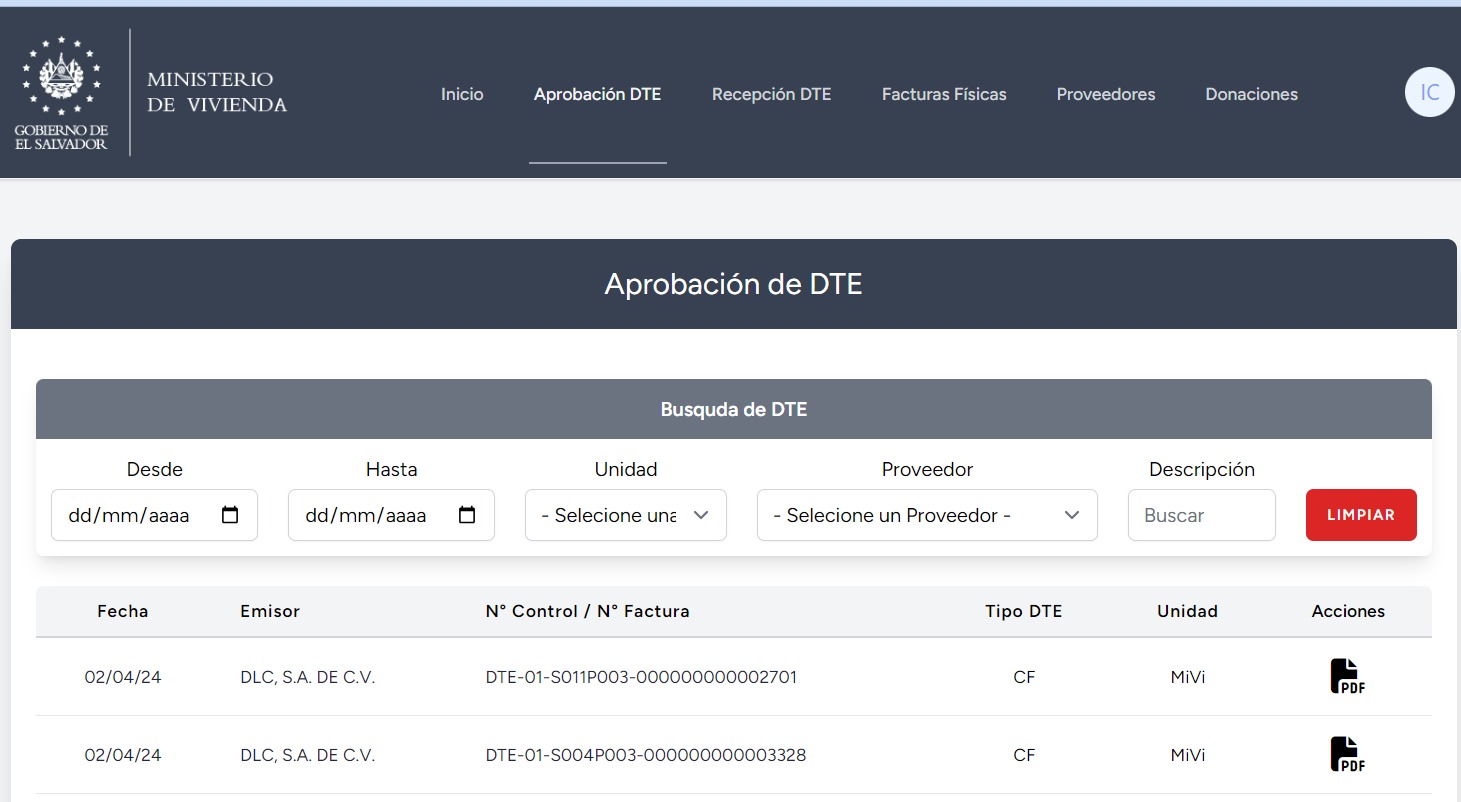 GOBIERNO DE
EL SALVADOR
MINISTERIO
DE VIVIENDA
Inicio Aprobación DTE Recepción DTE Facturas Físicas Proveedores Donaciones IC
Aprobación de DTE
Busquda de DTE
Desde Hasta Unidad Proveedor Descripción
dd/mm/aaaa dd/mm/aaaa - Selecione una - Selecione un Proveedor - Buscar LIMPIAR
Fecha Emisor N° Control / N° Factura Tipo DTE Unidad Acciones
02/04/24 DLC, S.A. DE C.V. DTE-01-S011P003-000000000002701 CF MiVi PDF
02/04/24 DLC, S.A. DE C.V. DTE-01-S004P003-000000000003328 CF MiVi PDF